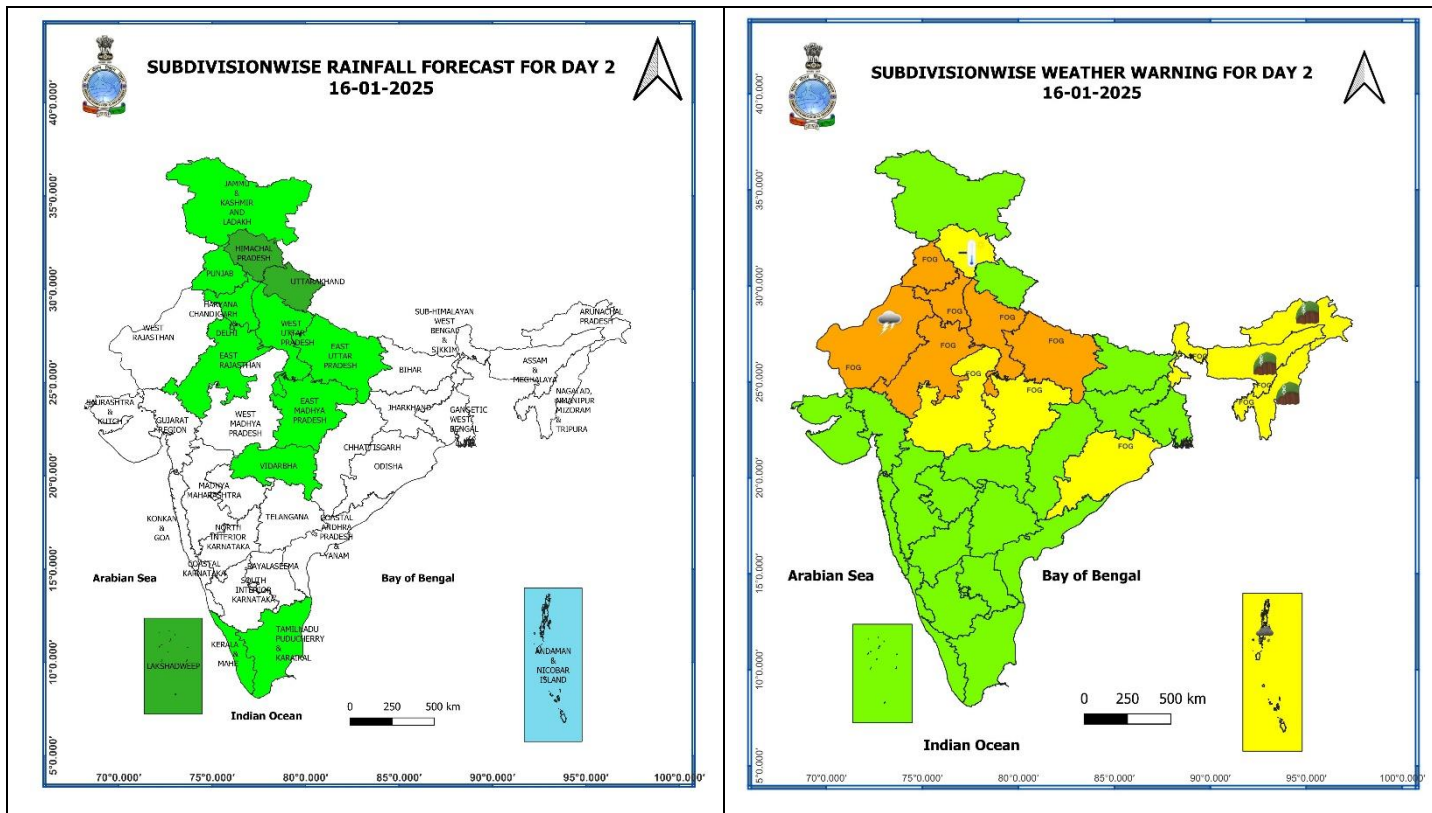 SUBDIVISIONWISE RAINFALL FORECAST FOR DAY 2
16-01-2025
40°0.000'
35°0.000'
30°0.000'
25°0.000'
20°0.000'
15°0.000'
10°0.000'
5°0.000'
JAMMU
&
KASHMIR
AND
LADAKH
HIMACHAL
PRADESH
PUNJAB
UTTARAKHAND
HARYANA
CHANDIGARH
DELHI
WEST
RAJASTHAN
WEST
UTTAR
PRADESH
EAST
RAJASTHAN
EAST
UTTAR
PRADESH
SUB-HIMALAYAN
WEST
BENGAL
&
SIKKIM
ARUNACHAL
PRADESH
ASSAM
&
MEGHALAYA
BIHAR
NAGALAD,
MANIPUR
MIZORAM
&
TRIPURA
JHARKHAND
GANGETIC
WEST
BENGAL
EAST
MADHYA
PRADESH
WEST
MADHYA
PRADESH
SAURASHTRA
&
KUTCH
GUJARAT
REGION
CHHATTISGARH
ODISHA
VIDARBHA
MADHYA
MAHARASHTRA
TELANGANA
KONKAN
&
GOA
NORTH
INTERIOR
KARNATAKA
COASTAL
ANDHRA
PRADESH
&
YANAM
COASTAL
KARNATAKA
RAYALASEEMA
SOUTH
INTERIOR
KARNATAKA
Arabian Sea
Bay of Bengal
TAMILNADU
PUDUCHERRY
&
KARAIKAL
KERALA
&
MAHE
LAKSHADWEEP
ANDAMAN
&
NICOBAR
ISLAND
Indian Ocean
0 250 500 km
70°0.000' 75°0.000' 80°0.000' 85°0.000' 90°0.000' 95°0.000' 100°0.000'
SUBDIVISIONWISE WEATHER WARNING FOR DAY 2
16-01-2025
40°0.000'
35°0.000'
30°0.000'
25°0.000'
20°0.000'
15°0.000'
10°0.000'
5°0.000'
FOG
FOG
FOG
FOG
FOG
FOG
FOG
FOG
FOG
FOG
FOG
FOG
FOG
Arabian Sea
Bay of Bengal
0 250 500 km
Indian Ocean
70°0.000' 75°0.000' 80°0.000' 85°0.000' 90°0.000' 95°0.000' 100°0.000'